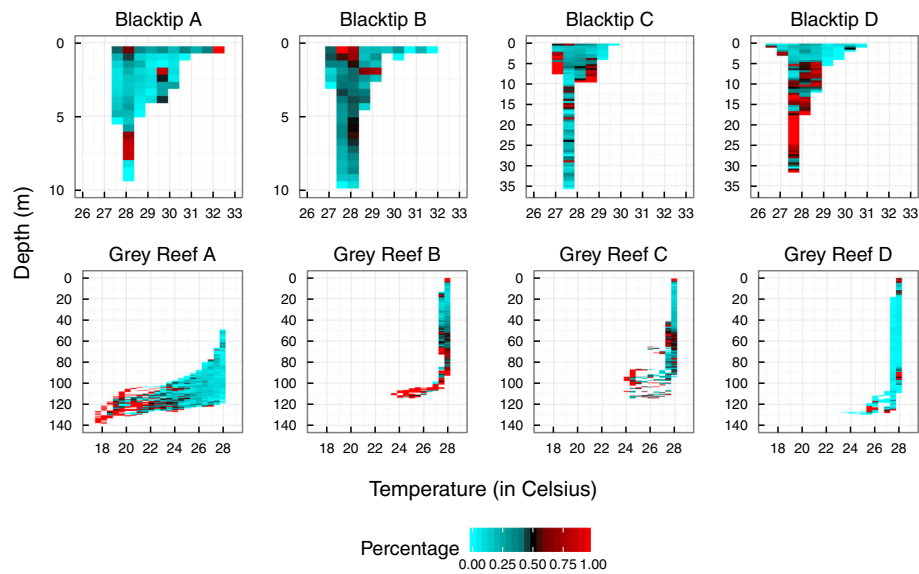 Blacktip A Blacktip B Blacktip C Blacktip D
0 0 0 0
5 5
5 5 10 10
15 15
20 20
25 25
30 30
10 10 35 35
26 27 28 29 30 31 32 33 26 27 28 29 30 31 32 33 26 27 28 29 30 31 32 33 26 27 28 29 30 31 32 33
Depth (m)
Grey Reef A Grey Reef B Grey Reef C Grey Reef D
0 0 0 0
20 20 20 20
40 40 40 40
60 60 60 60
80 80 80 80
100 100 100 100
120 120 120 120
140 140 140 140
18 20 22 24 26 28 18 20 22 24 26 28 18 20 22 24 26 28 18 20 22 24 26 28
Temperature (in Celsius)
Percentage
0.00 0.25 0.50 0.75 1.00